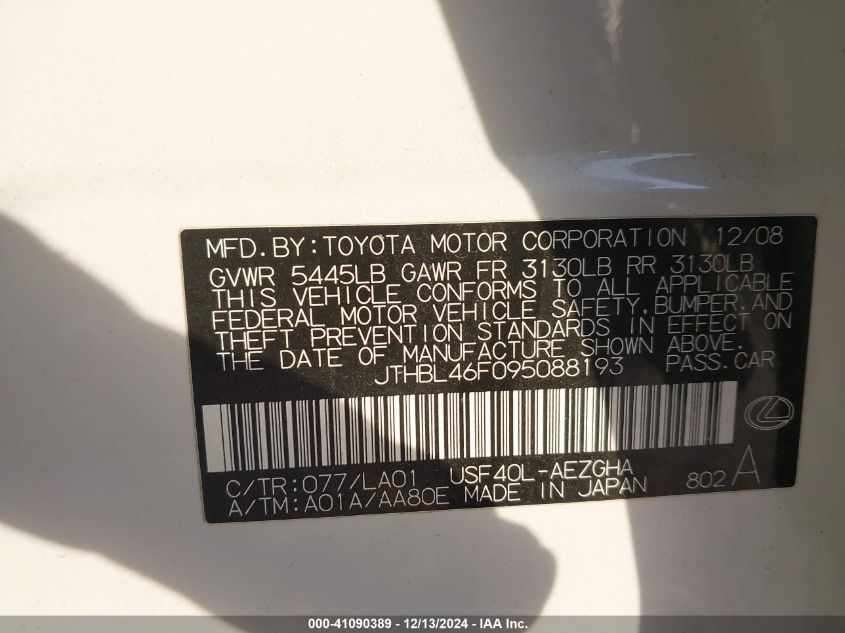 MFD.BY:TOYOTA MOTOR CORPORATION 12/08
GVWR 5445LB GAWR FR 3130LB RR 3130LB
THIS VEHICLE CONFORMS TO ALL APPLICABLE
FEDERAL MOTOR VEHICLE SAFETY,BUMPER,AND
THEFT PREVENTION STANDARDS IN EFFECT ON
THE DATE OF MANUFACTURE SHOWN ABOVE.
JTHBL46F095088193 PASS.CAR
C/TR:077/LA01 USF40L-AEZGHA
A/TM:A01A/AA80E MADE IN JAPAN 802 A
000-41090389 - 12/13/2024 - IAA Inc.